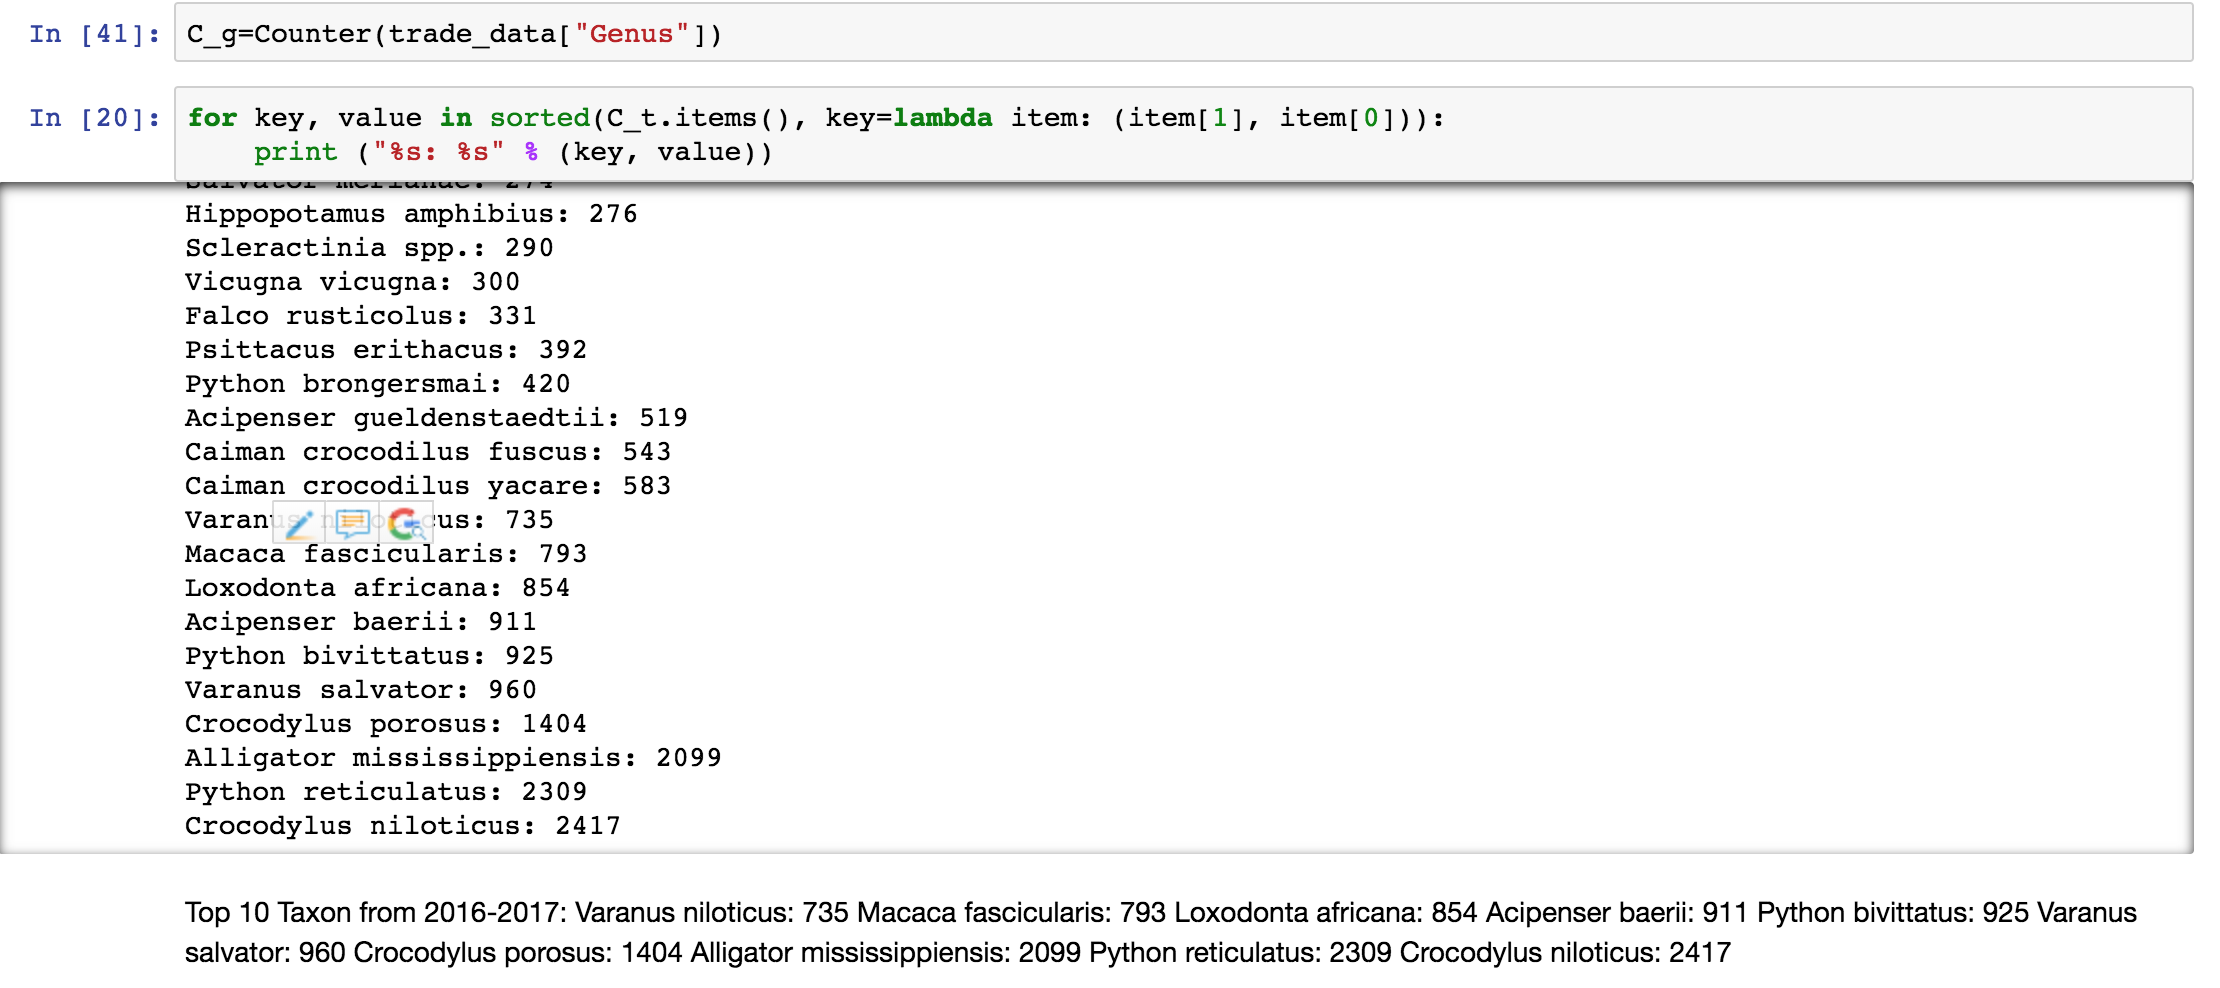 In [41]: C_g=Counter(trade_data["Genus"])
In [20]: for key, value in sorted(C_t.items(), key=lambda item: (item[1], item[0])):
    print ("%s: %s" % (key, value))
Salvator merianae: 274
Hippopotamus amphibius: 276
Scleractinia spp.: 290
Vicugna vicugna: 300
Falco rusticolus: 331
Psittacus erithacus: 392
Python brongersmai: 420
Acipenser gueldenstaedtii: 519
Caiman crocodilus fuscus: 543
Caiman crocodilus yacare: 583
Varanus niloticus: 735
Macaca fascicularis: 793
Loxodonta africana: 854
Acipenser baerii: 911
Python bivittatus: 925
Varanus salvator: 960
Crocodylus porosus: 1404
Alligator mississippiensis: 2099
Python reticulatus: 2309
Crocodylus niloticus: 2417
Top 10 Taxon from 2016-2017: Varanus niloticus: 735 Macaca fascicularis: 793 Loxodonta africana: 854 Acipenser baerii: 911 Python bivittatus: 925 Varanus
salvator: 960 Crocodylus porosus: 1404 Alligator mississippiensis: 2099 Python reticulatus: 2309 Crocodylus niloticus: 2417